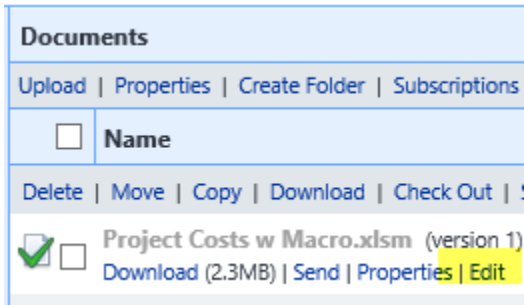 Documents
Upload | Properties | Create Folder | Subscriptions
Name
Delete | Move | Copy | Download | Check Out |
Project Costs w Macro.xlsm (version 1)
Download (2.3MB) | Send | Properties | Edit